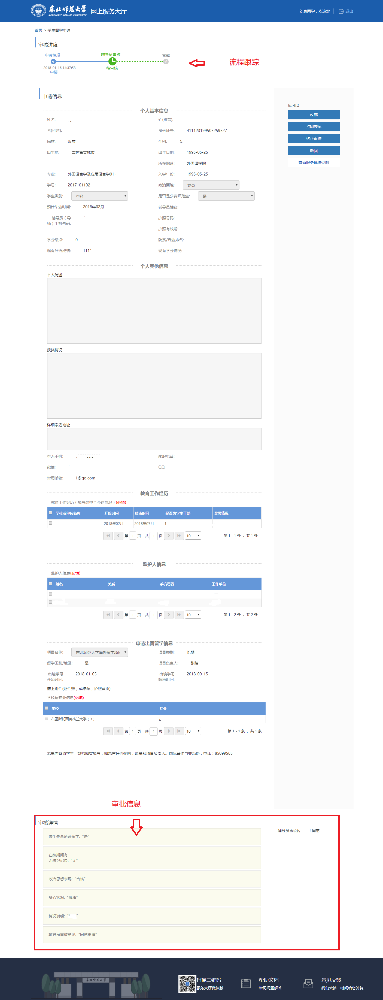 东北师范大学
NORTHEAST NORMAL UNIVERSITY
网上服务大厅
刘真同学，欢迎您
退出
首页 > 学生留学申请
审核进度
申请填报 辅导员审核 完成
2018-01-16 14:37:58 待审核
申请
流程跟踪
申请信息
我可以
收藏
打印表单
终止申请
撤回
查看服务详情说明
个人基本信息
姓名: 姓(拼音):
名(拼音): 身份证号: 411123199505259527
民族: 汉族 性别: 女
出生地: 吉林省吉林市 出生日期: 1995-05-25
所在院系: 外国语学院
专业: 外国语言学及应用语言学01（ 入学年份: 1995-05-25
学号: 2017101192 政治面貌: 党员
学生类别: 本科 是否是公费师范生: 是
预计毕业时间: 2018年02月 辅导员姓名:
辅导员（导 护照号码:
师）手机号码:
护照有效期:
学分绩点: 0 院系/专业排名:
现有外语成绩: 1111 现有学分情况:
个人其他信息
个人简述
获奖情况
详细家庭地址
本人手机: 家庭电话:
微信: QQ:
常用邮箱: 1@qq.com
教育工作经历
教育工作经历（填写高中至今的情况）(必填)
学校或单位名称 开始时间 结束时间 是否为学生干部 奖惩情况
2018年02月 2018年07月
第 1 页 共 1 页 10 第 1 - 1 条，共 1 条
监护人信息
监护人信息(必填)
姓名 关系 手机号码 工作单位
第 1 页 共 1 页 10 第 1 - 2 条，共 2 条
申请出国留学信息
项目名称: 东北师范大学海外留学项目 项目类别: 长期
留学国别/地区: 是 项目负责人: 张晗
出境学习 2018-01-05 出境学习 2018-09-15
开始时间: 结束时间:
请上附件(证件照，成绩单，护照首页)
学校与专业信息(必填)
学校 专业
布里斯托西英格兰大学（3）
第 1 页 共 1 页 10 第 1 - 1 条，共 1 条
表单内容请学生、教师如实填写，如果有任何疑问，请联系项目负责人。国际合作与交流处，电话：85099585
审批信息
审核详情
该生是否适合留学: "是"
辅导员审核( ) 同意
在校期间有
无违纪记录: "无"
政治思想表现: "合格"
身心状况: "健康"
情况说明: " "
辅导员审核意见: "同意申请"
东北师范大学
扫描二维码
服务大厅微信版
帮助文档
常见问题解答
意见反馈
我们会第一时间给您答复